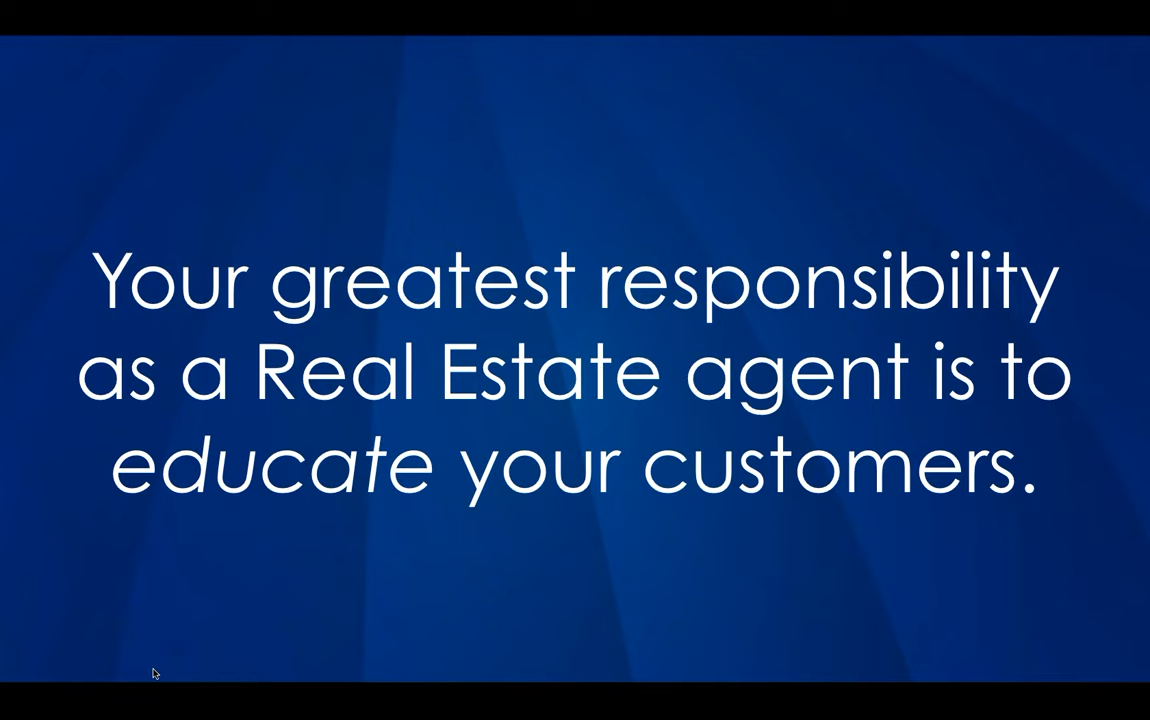 Your greatest responsibility
as a Real Estate agent is to
educate your customers.